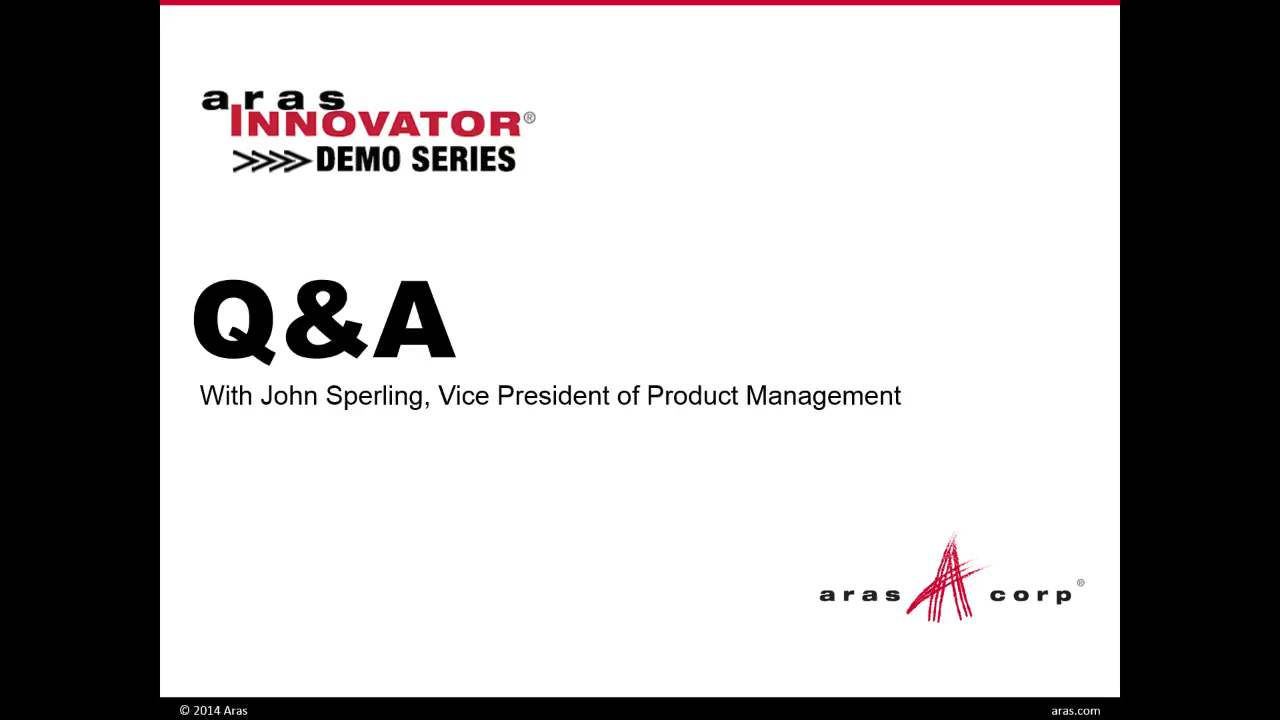 aras
INNOVATOR®
>>>>> DEMO SERIES
Q&A
With John Sperling, Vice President of Product Management
aras corp®
© 2014 Aras
aras.com